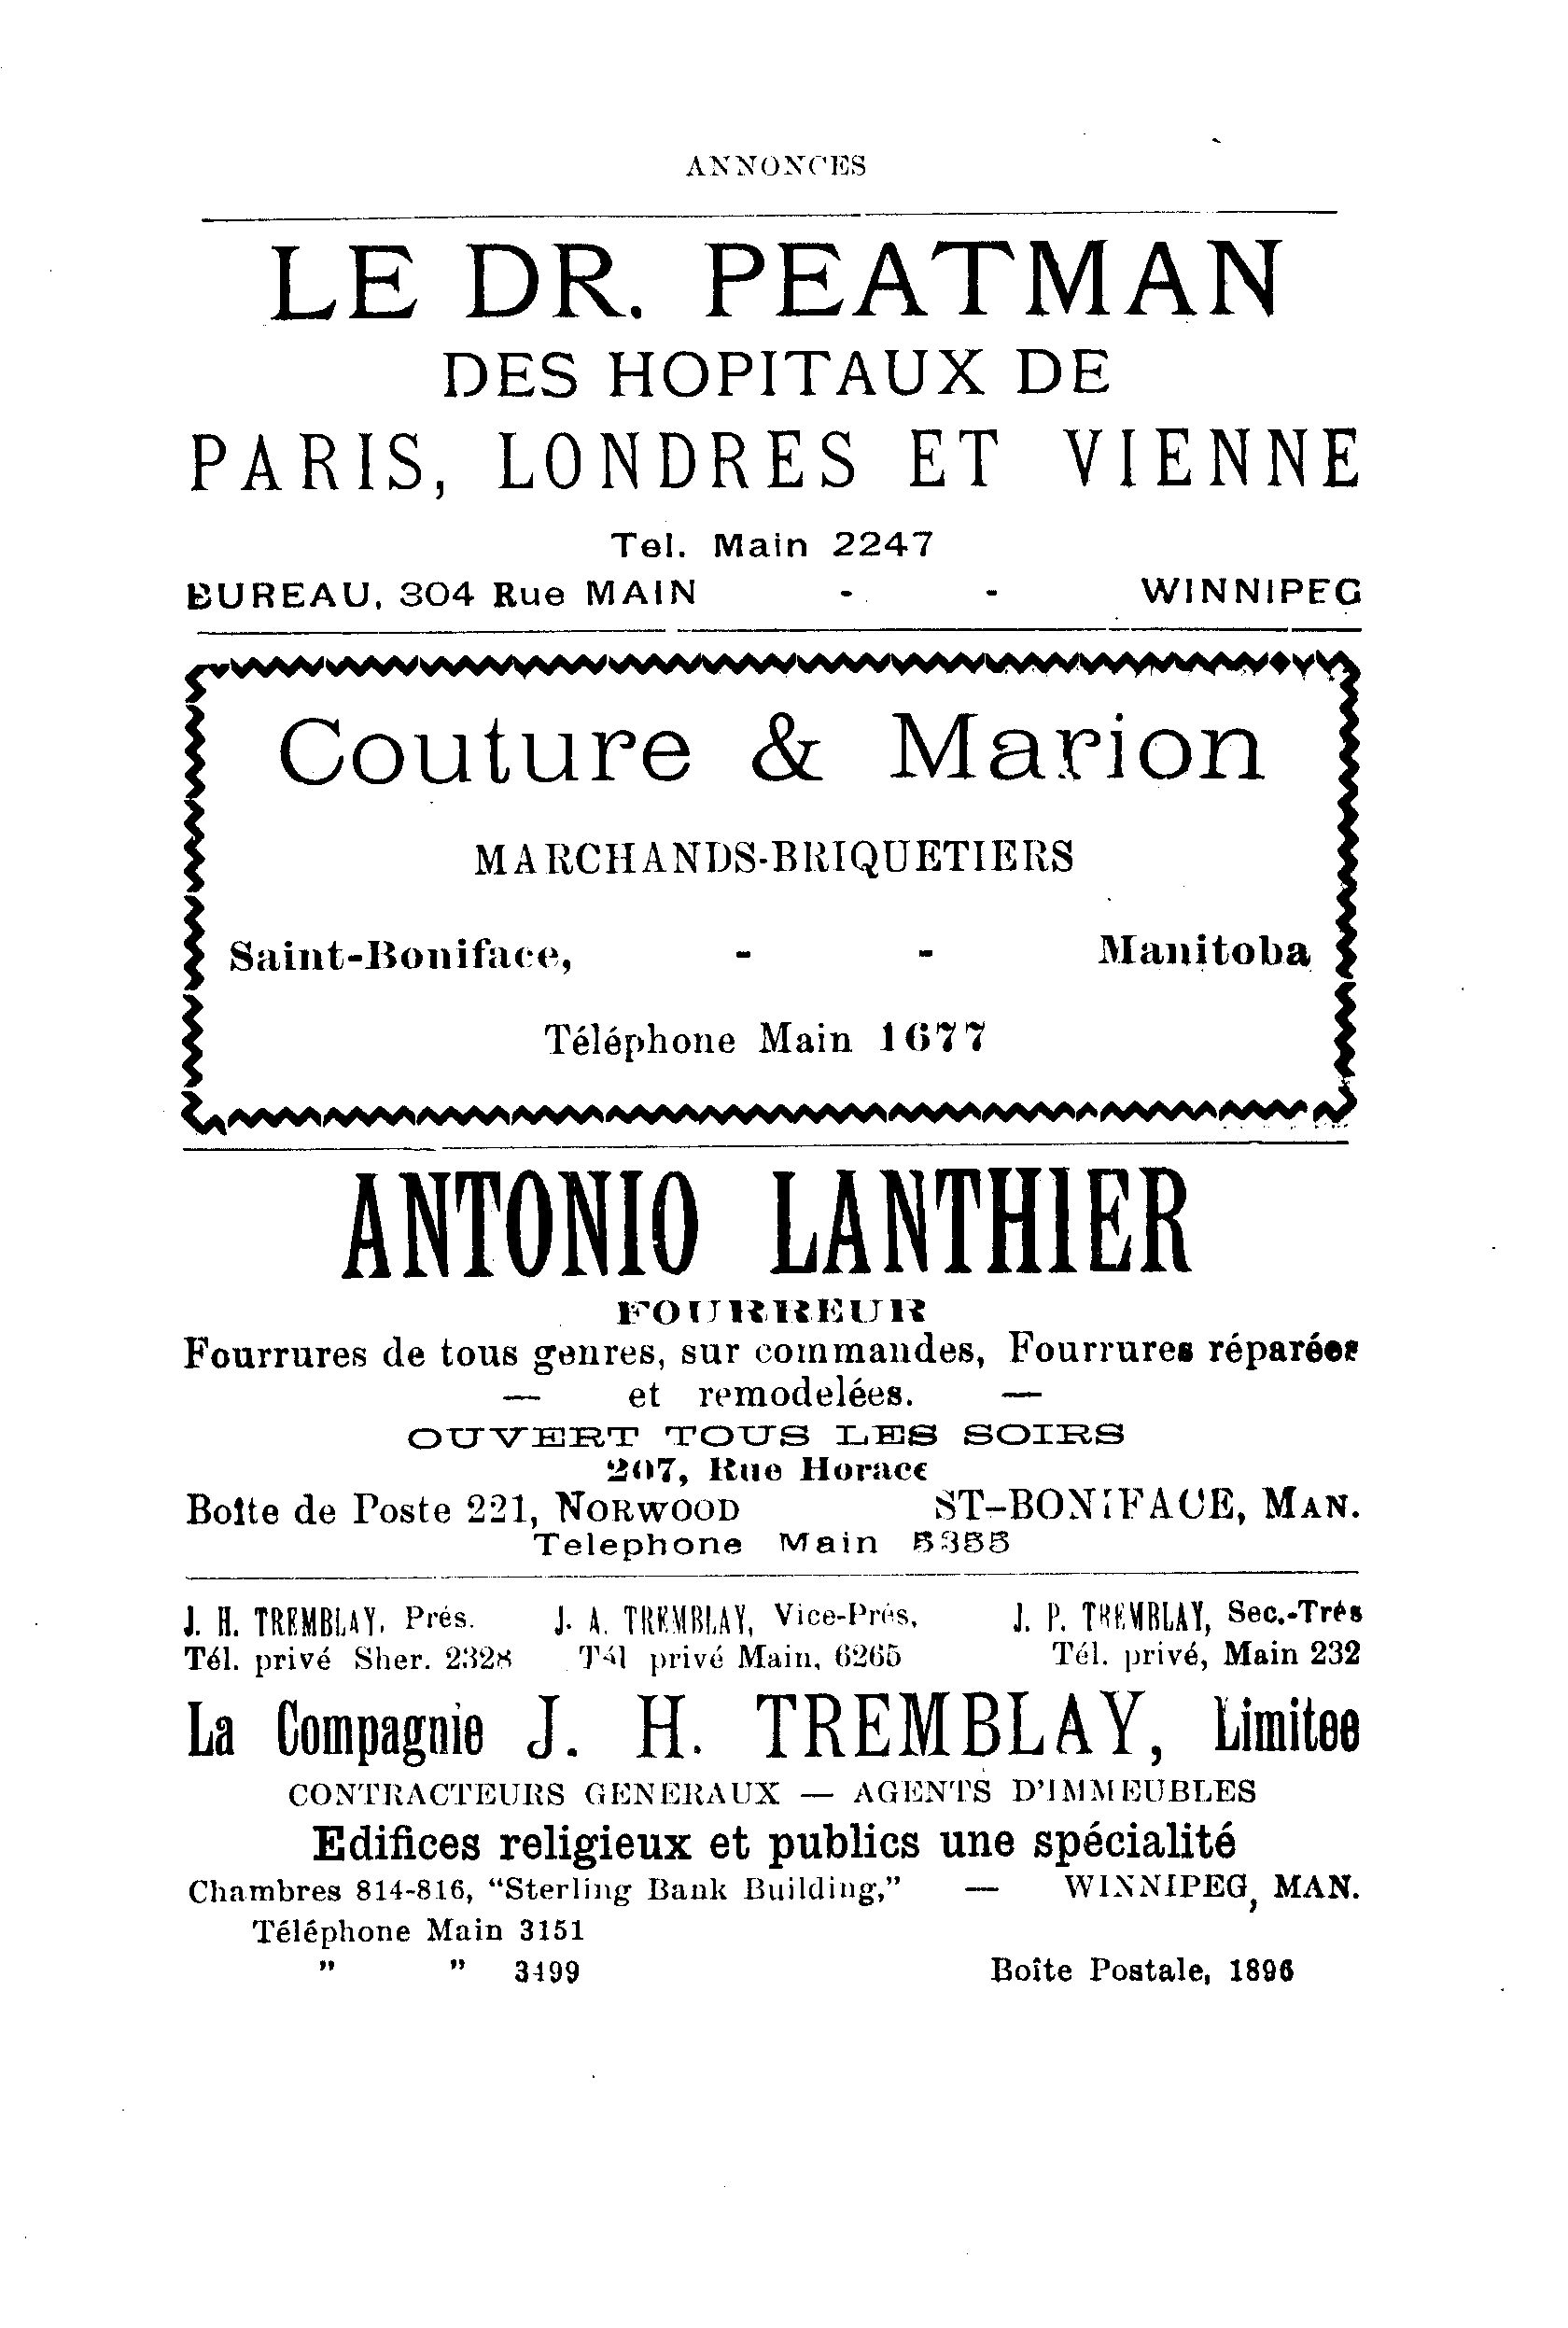 ANNONCES
LE DR. PEATMAN
DES HOPITAUX DE
PARIS, LONDRES ET VIENNE
Tel. Main 2247
BUREAU, 304 Rue MAIN - - WINNIPEG
Couture & Marion
MARCHANDS-BRIQUETIERS
Saint-Boniface, - - Manitoba
Téléphone Main 1677
ANTONIO LANTHIER
FOURREUR
Fourrures de tous genres, sur commandes, Fourrures réparées
— et remodelées. —
OUVERT TOUS LES SOIRS
207, Rue Horace
Boîte de Poste 221, NORWOOD ST-BONIFACE, MAN.
Telephone Main 5355
J. H. TREMBLAY, Prés. J. A. TREMBLAY, Vice-Prés, J. P. TREMBLAY, Sec.-Trés
Tél. privé Sher. 2328 Tél privé Main, 6265 Tél. privé, Main 232
La Compagnie J. H. TREMBLAY, Limitee
CONTRACTEURS GENERAUX — AGENTS D'IMMEUBLES
Edifices religieux et publics une spécialité
Chambres 814-816, “Sterling Bank Building,” — WINNIPEG, MAN.
Téléphone Main 3151
” ” 3499 Boîte Postale, 1896